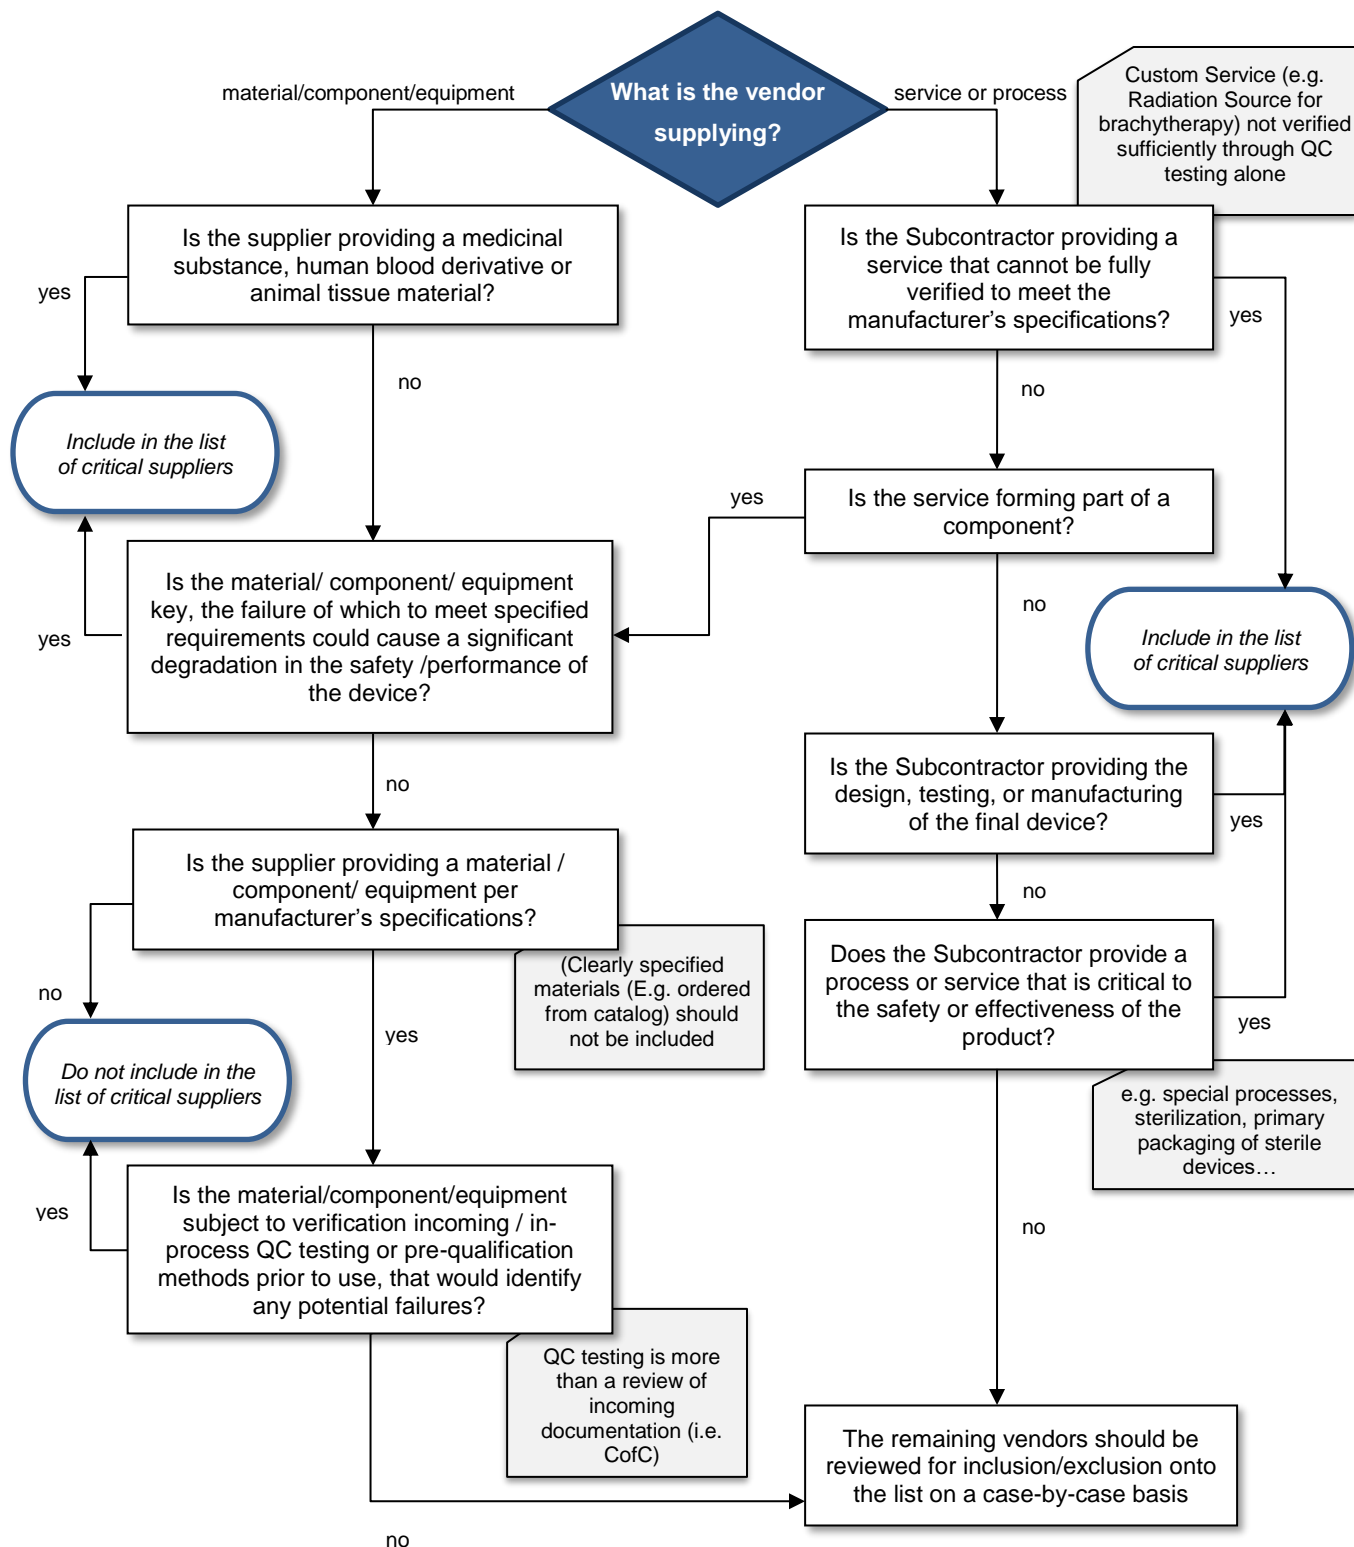 material/component/equipment
What is the vendor
supplying?
service or process
Custom Service (e.g.
Radiation Source for
brachytherapy) not verified
sufficiently through QC
testing alone
Is the supplier providing a medicinal
substance, human blood derivative or
animal tissue material?
Is the Subcontractor providing a
service that cannot be fully
verified to meet the
manufacturer’s specifications?
yes
yes
no
no
Include in the list
of critical suppliers
yes
Is the service forming part of a
component?
Is the material/ component/ equipment
key, the failure of which to meet specified
requirements could cause a significant
degradation in the safety /performance of
the device?
yes
no
Include in the list
of critical suppliers
no
Is the Subcontractor providing the
design, testing, or manufacturing
of the final device?
yes
Is the supplier providing a material /
component/ equipment per
manufacturer’s specifications?
no
(Clearly specified
materials (E.g. ordered
from catalog) should
not be included
Does the Subcontractor provide a
process or service that is critical to
the safety or effectiveness of the
product?
no
yes
yes
Do not include in the
list of critical suppliers
e.g. special processes,
sterilization, primary
packaging of sterile
devices…
Is the material/component/equipment
subject to verification incoming / in-
process QC testing or pre-qualification
methods prior to use, that would identify
any potential failures?
yes
no
QC testing is more
than a review of
incoming
documentation (i.e.
CofC)
The remaining vendors should be
reviewed for inclusion/exclusion onto
the list on a case-by-case basis
no